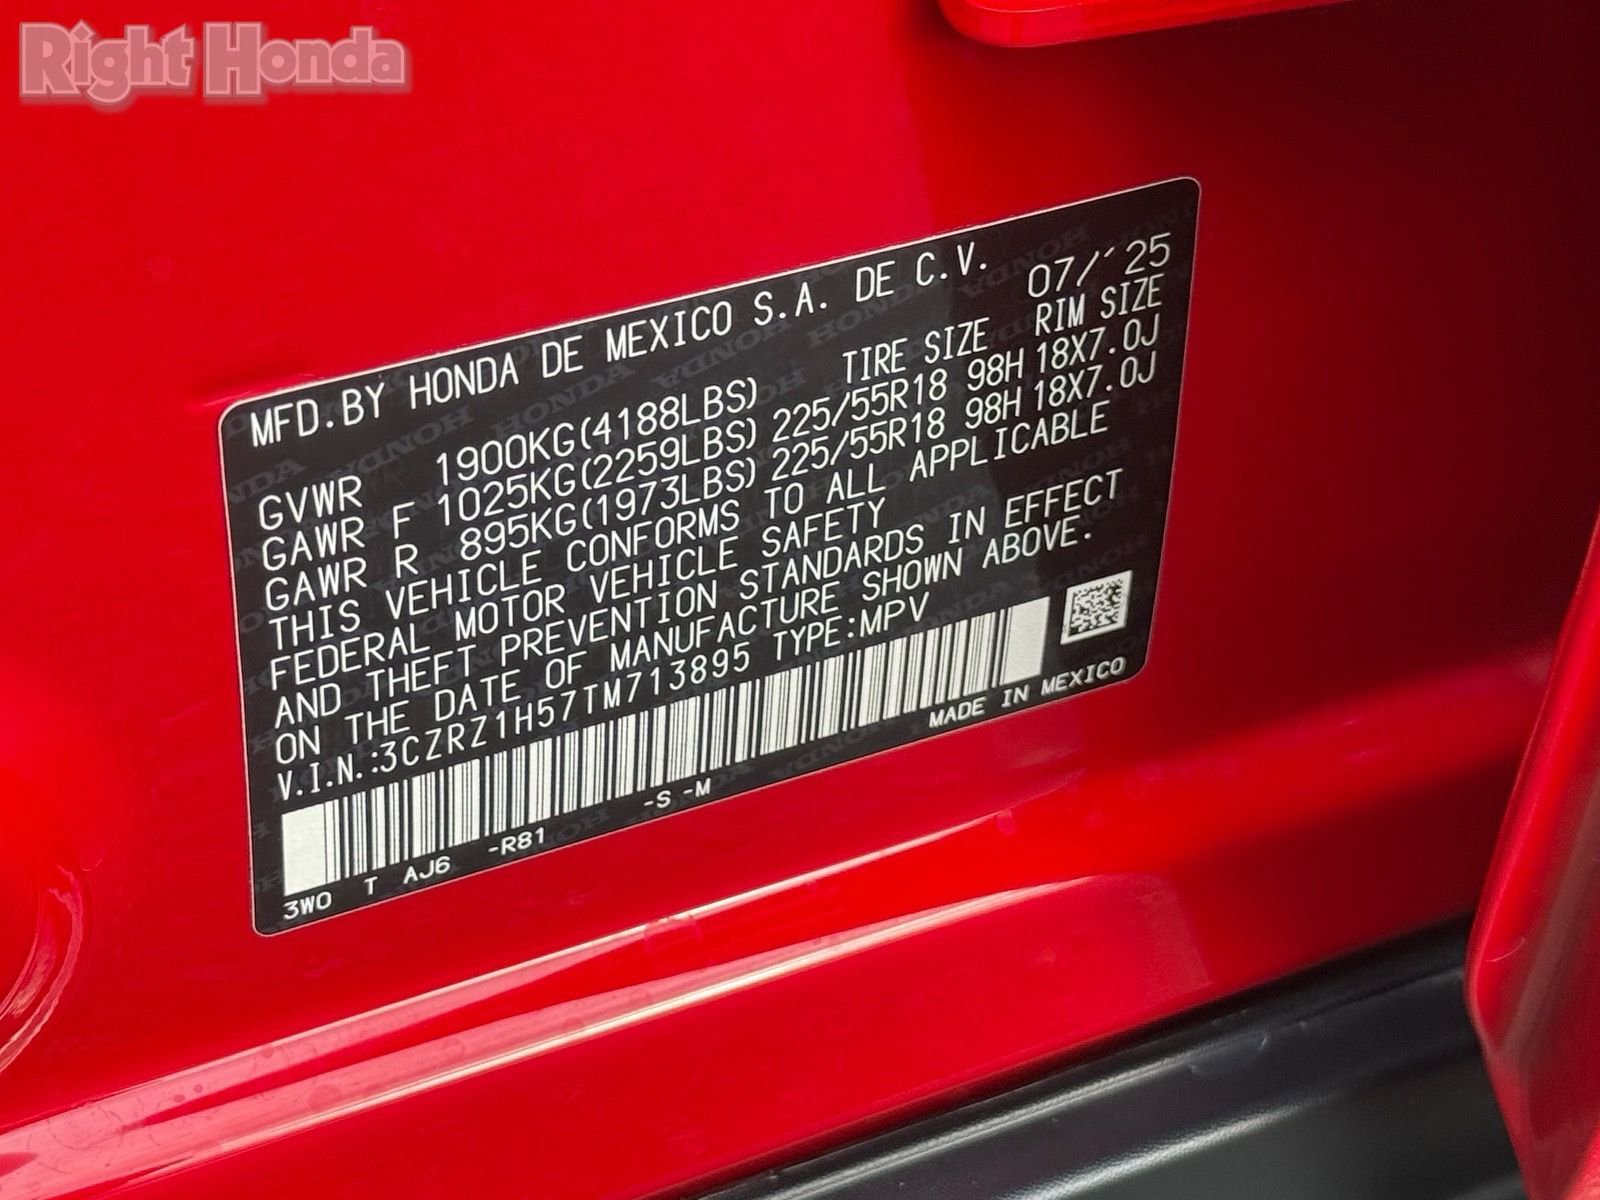 Right Honda
MFD.BY HONDA DE MEXICO S.A. DE C.V.
07/´25
TIRE SIZE RIM SIZE
GVWR 1900KG(4188LBS)
GAWR F 1025KG(2259LBS) 225/55R18 98H 18X7.0J
GAWR R 895KG(1973LBS) 225/55R18 98H 18X7.0J
THIS VEHICLE CONFORMS TO ALL APPLICABLE
FEDERAL MOTOR VEHICLE SAFETY
AND THEFT PREVENTION STANDARDS IN EFFECT
ON THE DATE OF MANUFACTURE SHOWN ABOVE.
V.I.N.:3CZRZ1H57TM713895 TYPE:MPV
MADE IN MEXICO
3W0 T AJ6 -R81 -S -M